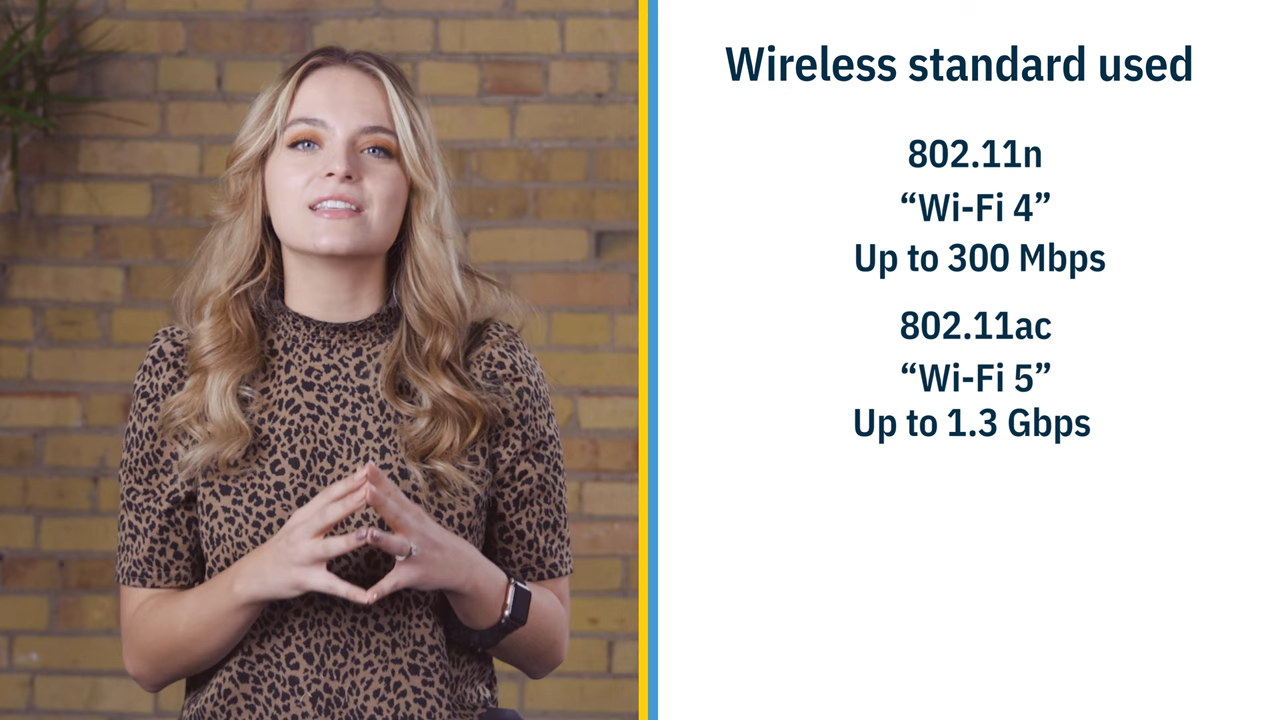 Wireless standard used
802.11n
“Wi-Fi 4”
Up to 300 Mbps
802.11ac
“Wi-Fi 5”
Up to 1.3 Gbps